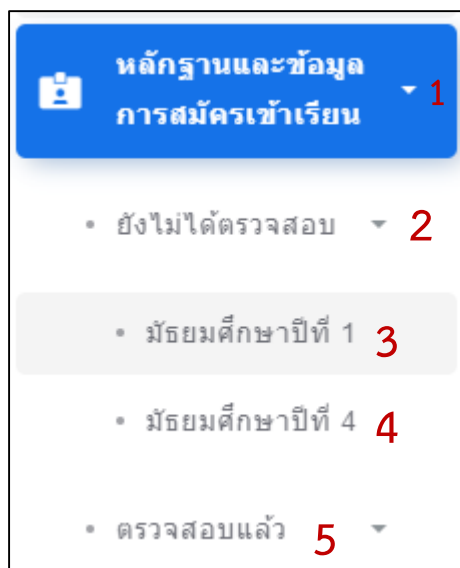 หลักฐานและข้อมูล
การสมัครเข้าเรียน 1
ยังไม่ได้ตรวจสอบ 2
มัธยมศึกษาปีที่ 1 3
มัธยมศึกษาปีที่ 4 4
ตรวจสอบแล้ว 5